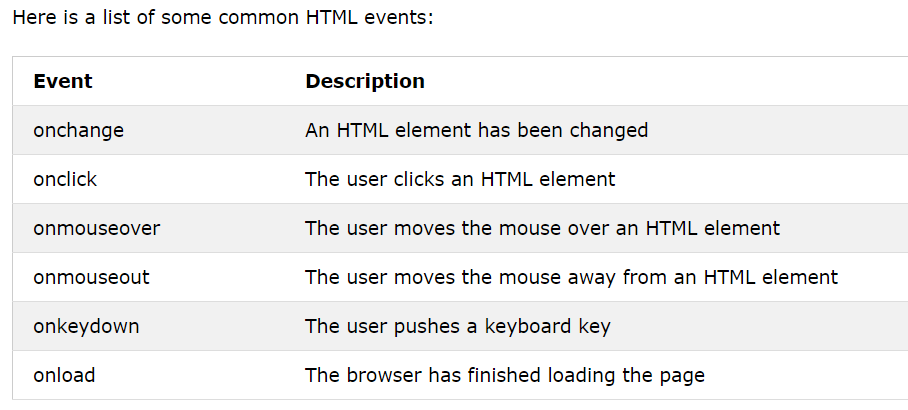 Here is a list of some common HTML events:
Event Description
onchange An HTML element has been changed
onclick The user clicks an HTML element
onmouseover The user moves the mouse over an HTML element
onmouseout The user moves the mouse away from an HTML element
onkeydown The user pushes a keyboard key
onload The browser has finished loading the page